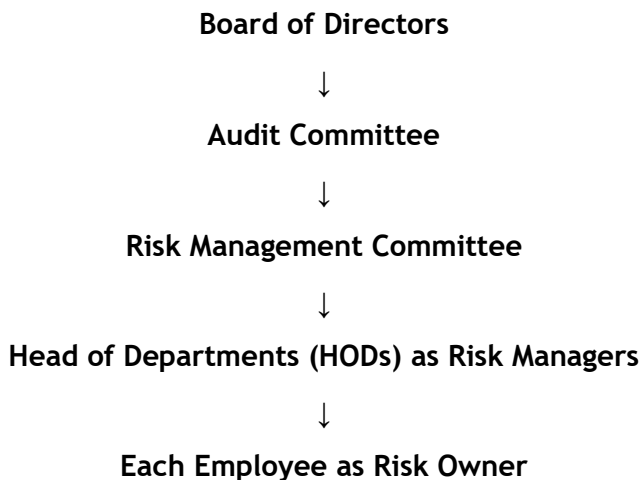 Board of Directors
↓
Audit Committee
↓
Risk Management Committee
↓
Head of Departments (HODs) as Risk Managers
↓
Each Employee as Risk Owner